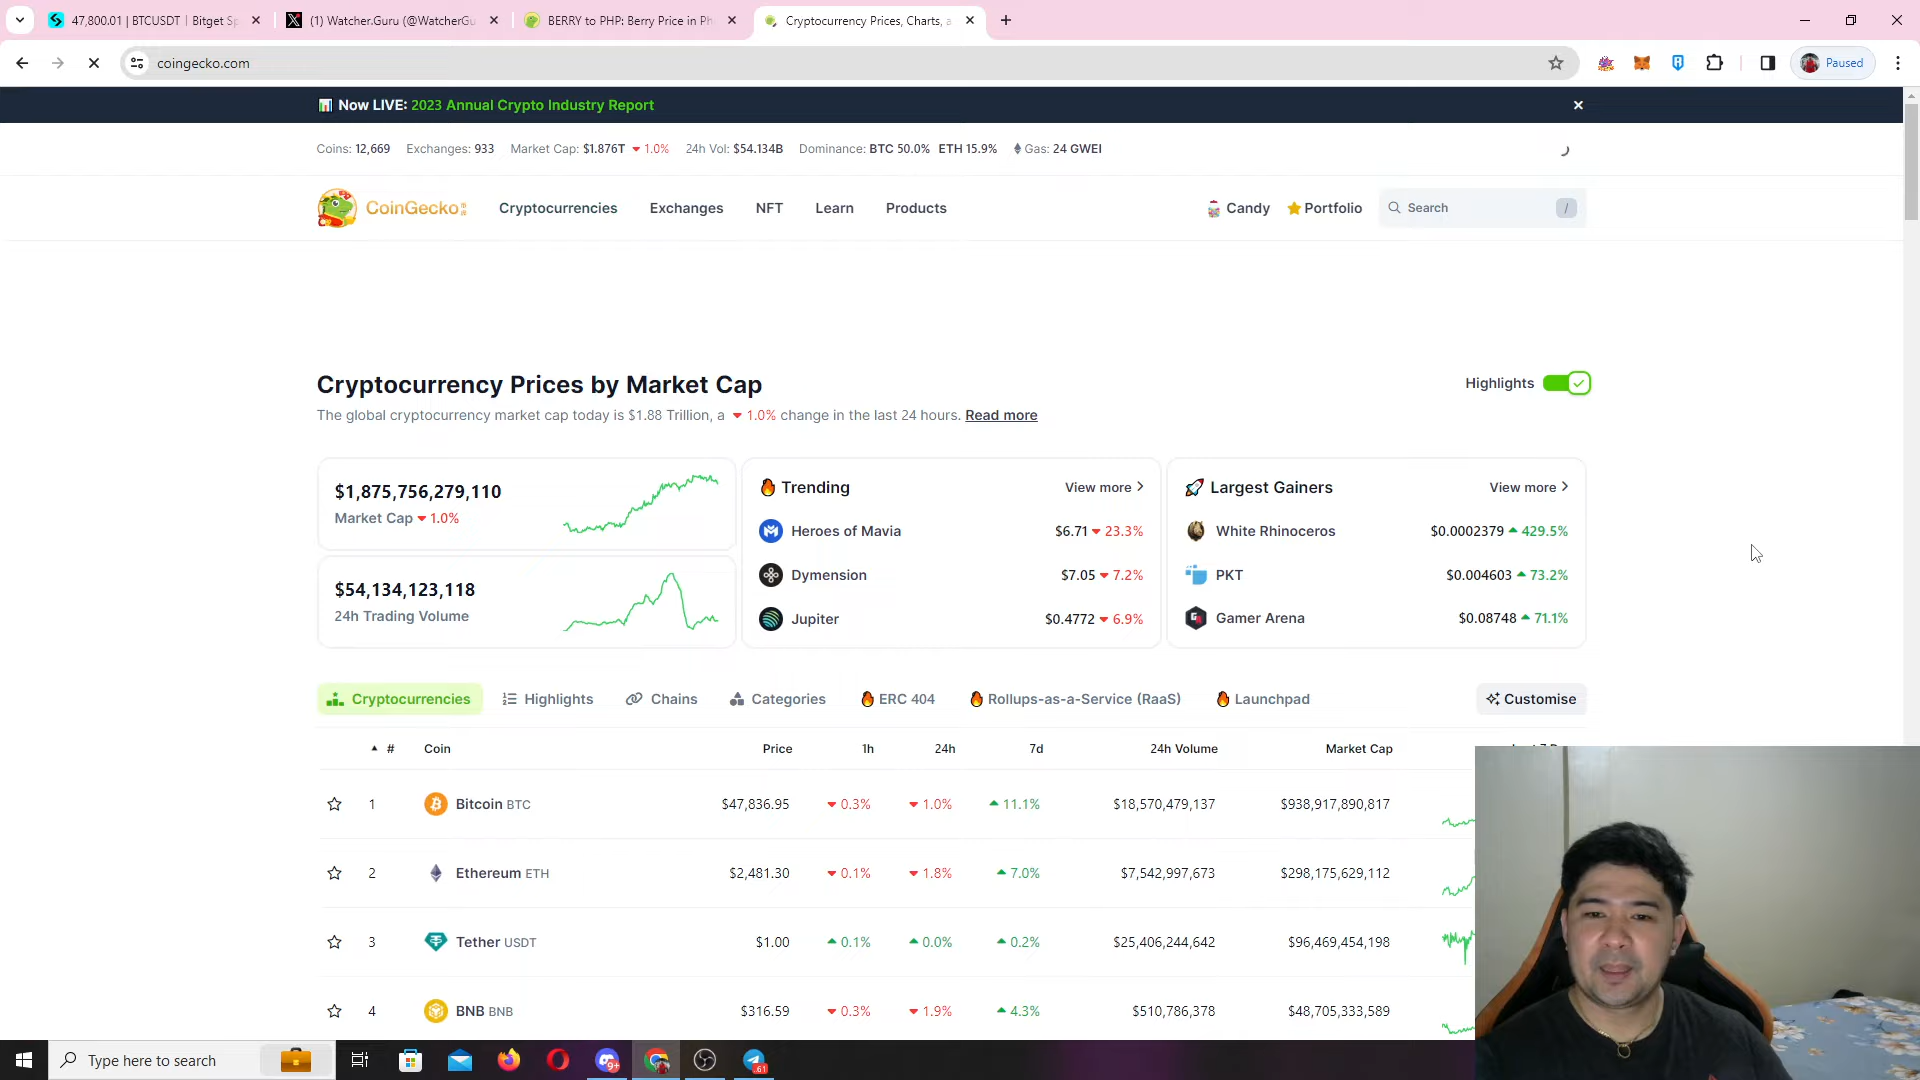 47,800.01 | BTCUSDT | Bitget Sp
(1) Watcher.Guru (@WatcherGu
BERRY to PHP: Berry Price in Ph
Cryptocurrency Prices, Charts, a
coingecko.com
Paused
Now LIVE: 2023 Annual Crypto Industry Report
Coins: 12,669 Exchanges: 933 Market Cap: $1.876T 1.0% 24h Vol: $54.134B Dominance: BTC 50.0% ETH 15.9% Gas: 24 GWEI
CoinGecko Cryptocurrencies Exchanges NFT Learn Products Candy Portfolio Search /
Cryptocurrency Prices by Market Cap
Highlights
The global cryptocurrency market cap today is $1.88 Trillion, a 1.0% change in the last 24 hours. Read more
$1,875,756,279,110
Market Cap 1.0%
$54,134,123,118
24h Trading Volume
Trending View more
Heroes of Mavia $6.71 23.3%
Dymension $7.05 7.2%
Jupiter $0.4772 6.9%
Largest Gainers View more
White Rhinoceros $0.0002379 429.5%
PKT $0.004603 73.2%
Gamer Arena $0.08748 71.1%
Cryptocurrencies Highlights Chains Categories ERC 404 Rollups-as-a-Service (RaaS) Launchpad Customise
# Coin Price 1h 24h 7d 24h Volume Market Cap
1 Bitcoin BTC $47,836.95 0.3% 1.0% 11.1% $18,570,479,137 $938,917,890,817
2 Ethereum ETH $2,481.30 0.1% 1.8% 7.0% $7,542,997,673 $298,175,629,112
3 Tether USDT $1.00 0.1% 0.0% 0.2% $25,406,244,642 $96,469,454,198
4 BNB BNB $316.59 0.3% 1.9% 4.3% $510,786,378 $48,705,333,589
Type here to search
9+
61